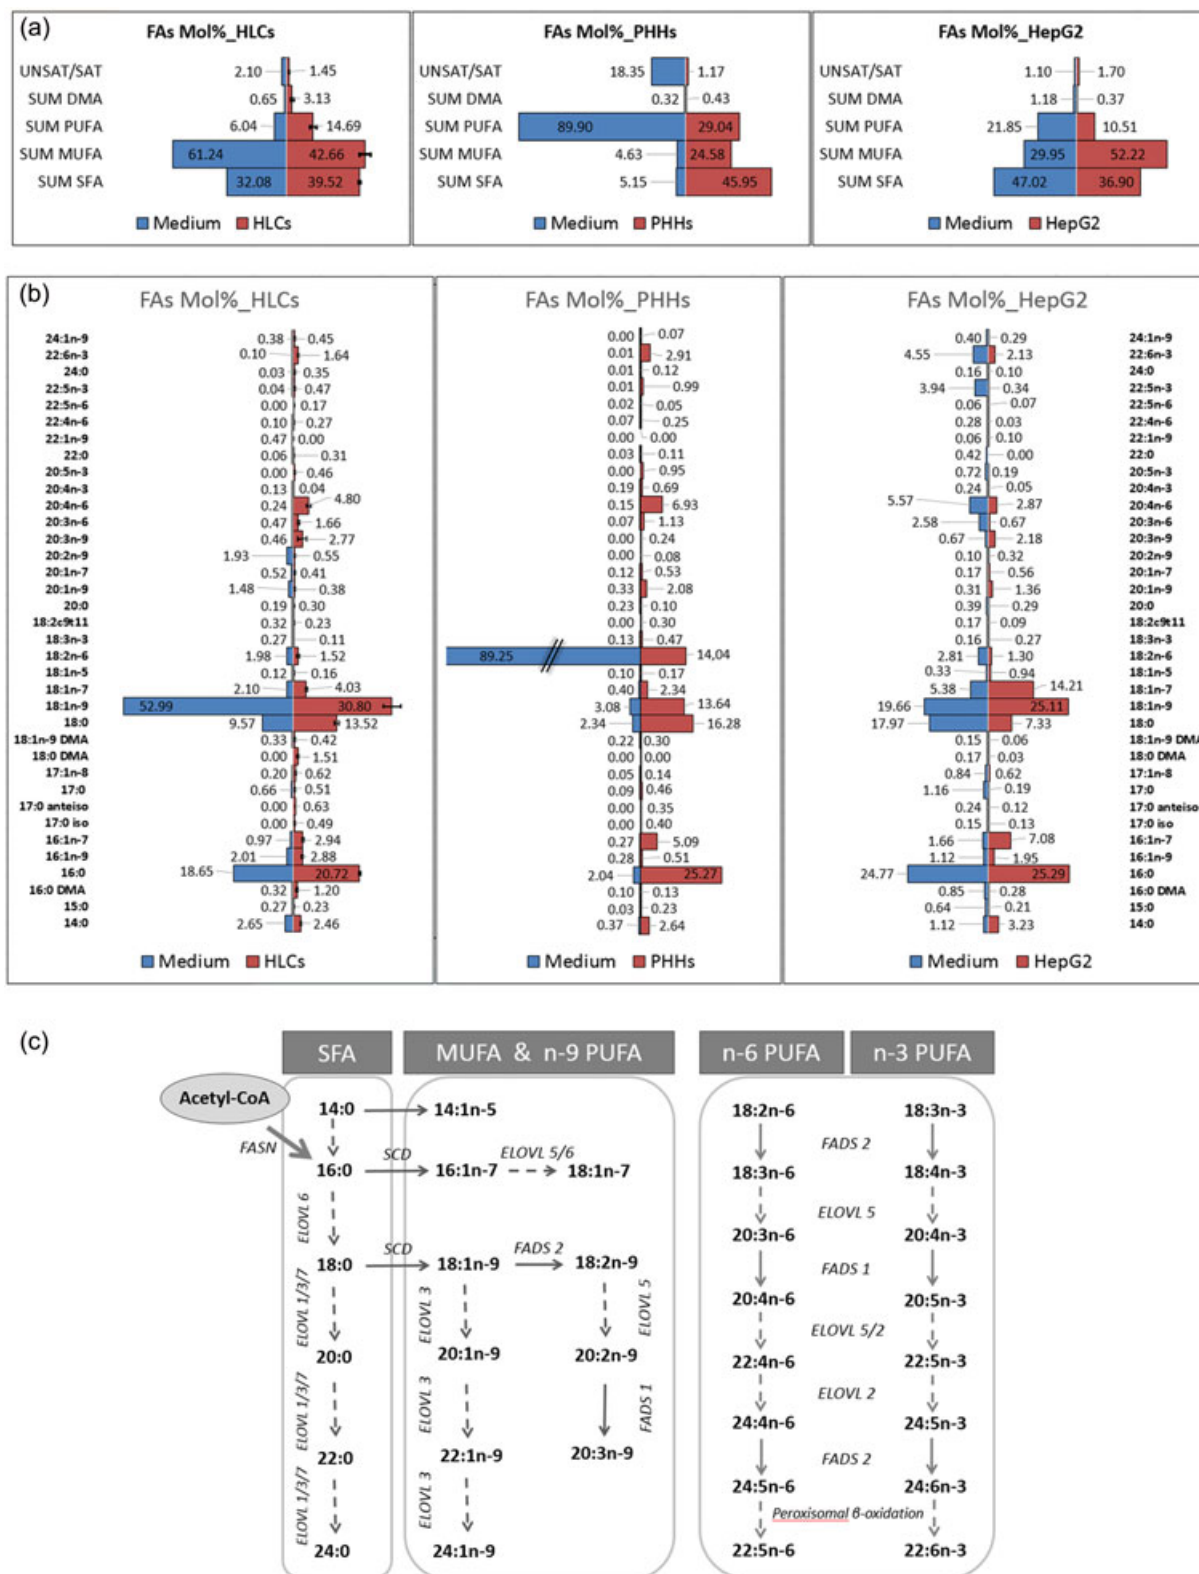 (a)
FAs Mol%_HLCs
UNSAT/SAT 2.10 1.45
SUM DMA 0.65 3.13
SUM PUFA 6.04 14.69
SUM MUFA 61.24 42.66
SUM SFA 32.08 39.52
Medium HLCs
FAs Mol%_PHHs
18.35 1.17
0.32 0.43
89.90 29.04
4.63 24.58
5.15 45.95
Medium PHHs
FAs Mol%_HepG2
UNSAT/SAT 1.10 1.70
SUM DMA 1.18 0.37
SUM PUFA 21.85 10.51
SUM MUFA 29.95 52.22
SUM SFA 47.02 36.90
Medium HepG2
(b)
FAs Mol%_HLCs
24:1n-9 0.38 0.45
22:6n-3 0.10 1.64
24:0 0.03 0.35
22:5n-3 0.04 0.47
22:5n-6 0.00 0.17
22:4n-6 0.10 0.27
22:1n-9 0.47 0.00
22:0 0.06 0.31
20:5n-3 0.00 0.46
20:4n-3 0.13 0.04
20:4n-6 0.24 4.80
20:3n-6 0.47 1.66
20:3n-9 0.46 2.77
20:2n-9 1.93 0.55
20:1n-7 0.52 0.41
20:1n-9 1.48 0.38
20:0 0.19 0.30
18:2c9t11 0.32 0.23
18:3n-3 0.27 0.11
18:2n-6 1.98 1.52
18:1n-5 0.12 0.16
18:1n-7 2.10 4.03
18:1n-9 52.99 30.80
18:0 9.57 13.52
18:1n-9 DMA 0.33 0.42
18:0 DMA 0.00 1.51
17:1n-8 0.20 0.62
17:0 0.66 0.51
17:0 anteiso 0.00 0.63
17:0 iso 0.00 0.49
16:1n-7 0.97 2.94
16:1n-9 2.01 2.88
16:0 18.65 20.72
16:0 DMA 0.32 1.20
15:0 0.27 0.23
14:0 2.65 2.46
Medium HLCs
FAs Mol%_PHHs
0.00 0.07
0.01 2.91
0.01 0.12
0.01 0.99
0.02 0.05
0.07 0.25
0.00 0.00
0.03 0.11
0.00 0.95
0.19 0.69
0.15 6.93
0.07 1.13
0.00 0.24
0.00 0.08
0.12 0.53
0.33 2.08
0.23 0.10
0.00 0.30
0.13 0.47
89.25 14,04
0.10 0.17
0.40 2.34
3.08 13.64
2.34 16.28
0.22 0.30
0.00 0.00
0.05 0.14
0.09 0.46
0.00 0.35
0.00 0.40
0.27 5.09
0.28 0.51
2.04 25.27
0.10 0.13
0.03 0.23
0.37 2.64
Medium PHHs
FAs Mol%_HepG2
0.40 0.29 24:1n-9
4.55 2.13 22:6n-3
0.16 0.10 24:0
3.94 0.34 22:5n-3
0.06 0.07 22:5n-6
0.28 0.03 22:4n-6
0.06 0.10 22:1n-9
0.42 0.00 22:0
0.72 0.19 20:5n-3
0.24 0.05 20:4n-3
5.57 2.87 20:4n-6
2.58 0.67 20:3n-6
0.67 2.18 20:3n-9
0.10 0.32 20:2n-9
0.17 0.56 20:1n-7
0.31 1.36 20:1n-9
0.39 0.29 20:0
0.17 0.09 18:2c9t11
0.16 0.27 18:3n-3
2.81 1.30 18:2n-6
0.33 0.94 18:1n-5
5.38 14.21 18:1n-7
19.66 25.11 18:1n-9
17.97 7.33 18:0
0.15 0.06 18:1n-9 DMA
0.17 0.03 18:0 DMA
0.84 0.62 17:1n-8
1.16 0.19 17:0
0.24 0.12 17:0 anteiso
0.15 0.13 17:0 iso
1.66 7.08 16:1n-7
1.12 1.95 16:1n-9
24.77 25.29 16:0
0.85 0.28 16:0 DMA
0.64 0.21 15:0
1.12 3.23 14:0
Medium HepG2
(c)
SFA MUFA & n-9 PUFA n-6 PUFA n-3 PUFA
Acetyl-CoA
14:0 14:1n-5 18:2n-6 18:3n-3
FASN FADS 2
SCD ELOVL 5/6
16:0 16:1n-7 18:1n-7 18:3n-6 18:4n-3
ELOVL 6 ELOVL 5
20:3n-6 20:4n-3
SCD FADS 2 FADS 1
18:0 18:1n-9 18:2n-9
20:4n-6 20:5n-3
ELOVL 1/3/7 ELOVL 3 ELOVL 5 ELOVL 5/2
20:0 20:1n-9 20:2n-9 22:4n-6 22:5n-3
ELOVL 1/3/7 ELOVL 3 FADS 1 ELOVL 2
24:4n-6 24:5n-3
22:0 22:1n-9 20:3n-9 FADS 2
24:5n-6 24:6n-3
ELOVL 1/3/7 ELOVL 3 Peroxisomal β-oxidation
24:0 24:1n-9 22:5n-6 22:6n-3